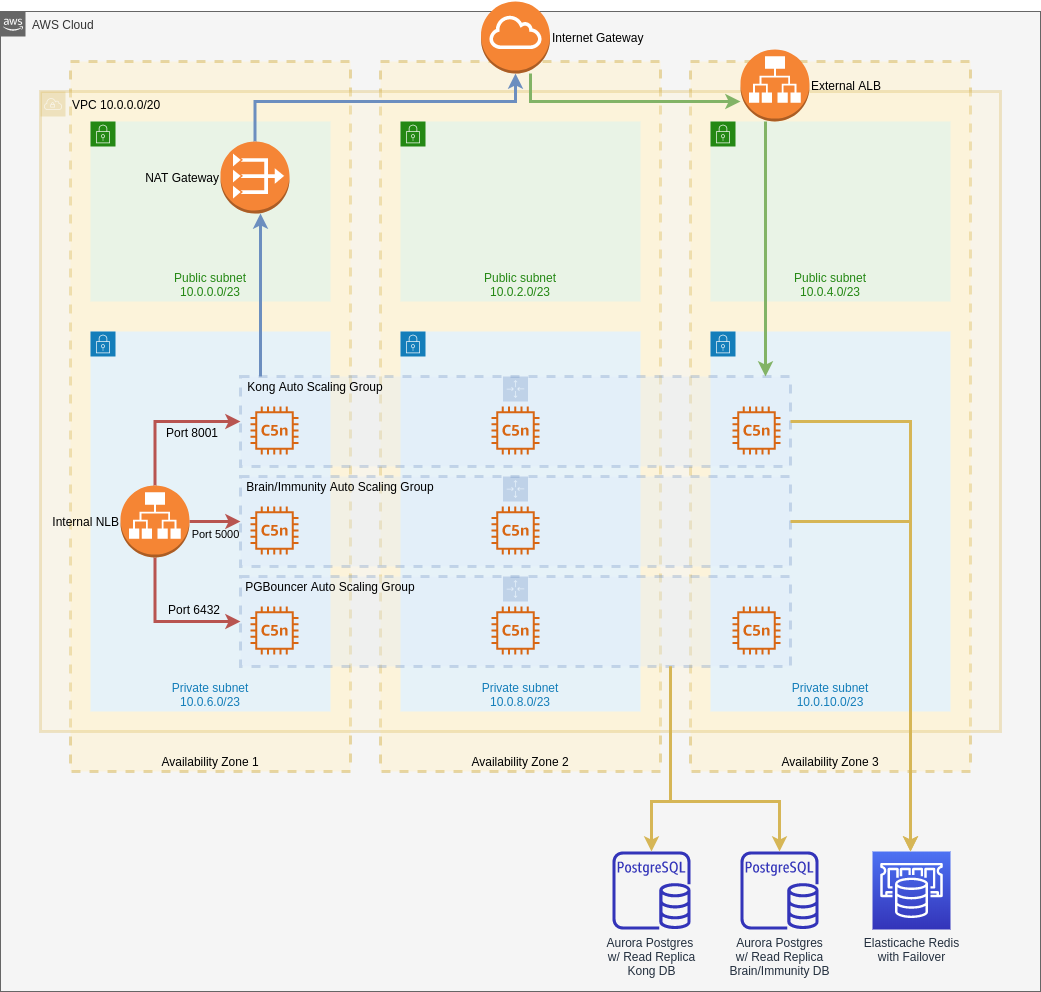 aws
AWS Cloud
Internet Gateway
External ALB
VPC 10.0.0.0/20
NAT Gateway
Public subnet
10.0.0.0/23
Public subnet
10.0.2.0/23
Public subnet
10.0.4.0/23
Kong Auto Scaling Group
C5n
C5n
C5n
Port 8001
Brain/Immunity Auto Scaling Group
C5n
C5n
Internal NLB
Port 5000
PGBouncer Auto Scaling Group
C5n
C5n
C5n
Port 6432
Private subnet
10.0.6.0/23
Private subnet
10.0.8.0/23
Private subnet
10.0.10.0/23
Availability Zone 1
Availability Zone 2
Availability Zone 3
PostgreSQL
PostgreSQL
Aurora Postgres
w/ Read Replica
Kong DB
Aurora Postgres
w/ Read Replica
Brain/Immunity DB
Elasticache Redis
with Failover